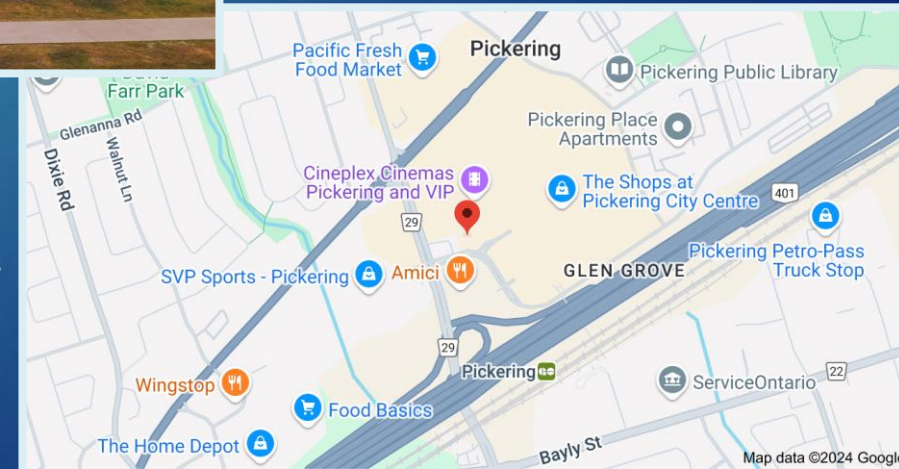 Pacific Fresh
Food Market
Pickering
Pickering Public Library
Farr Park
Glenanna Rd
Walnut Ln
Dixie Rd
Pickering Place
Apartments
Cineplex Cinemas
Pickering and VIP
The Shops at
Pickering City Centre
401
29
Pickering Petro-Pass
Truck Stop
SVP Sports - Pickering
Amici
GLEN GROVE
29
Pickering
GO
ServiceOntario
22
Wingstop
Food Basics
The Home Depot
Bayly St
Map data ©2024 Google